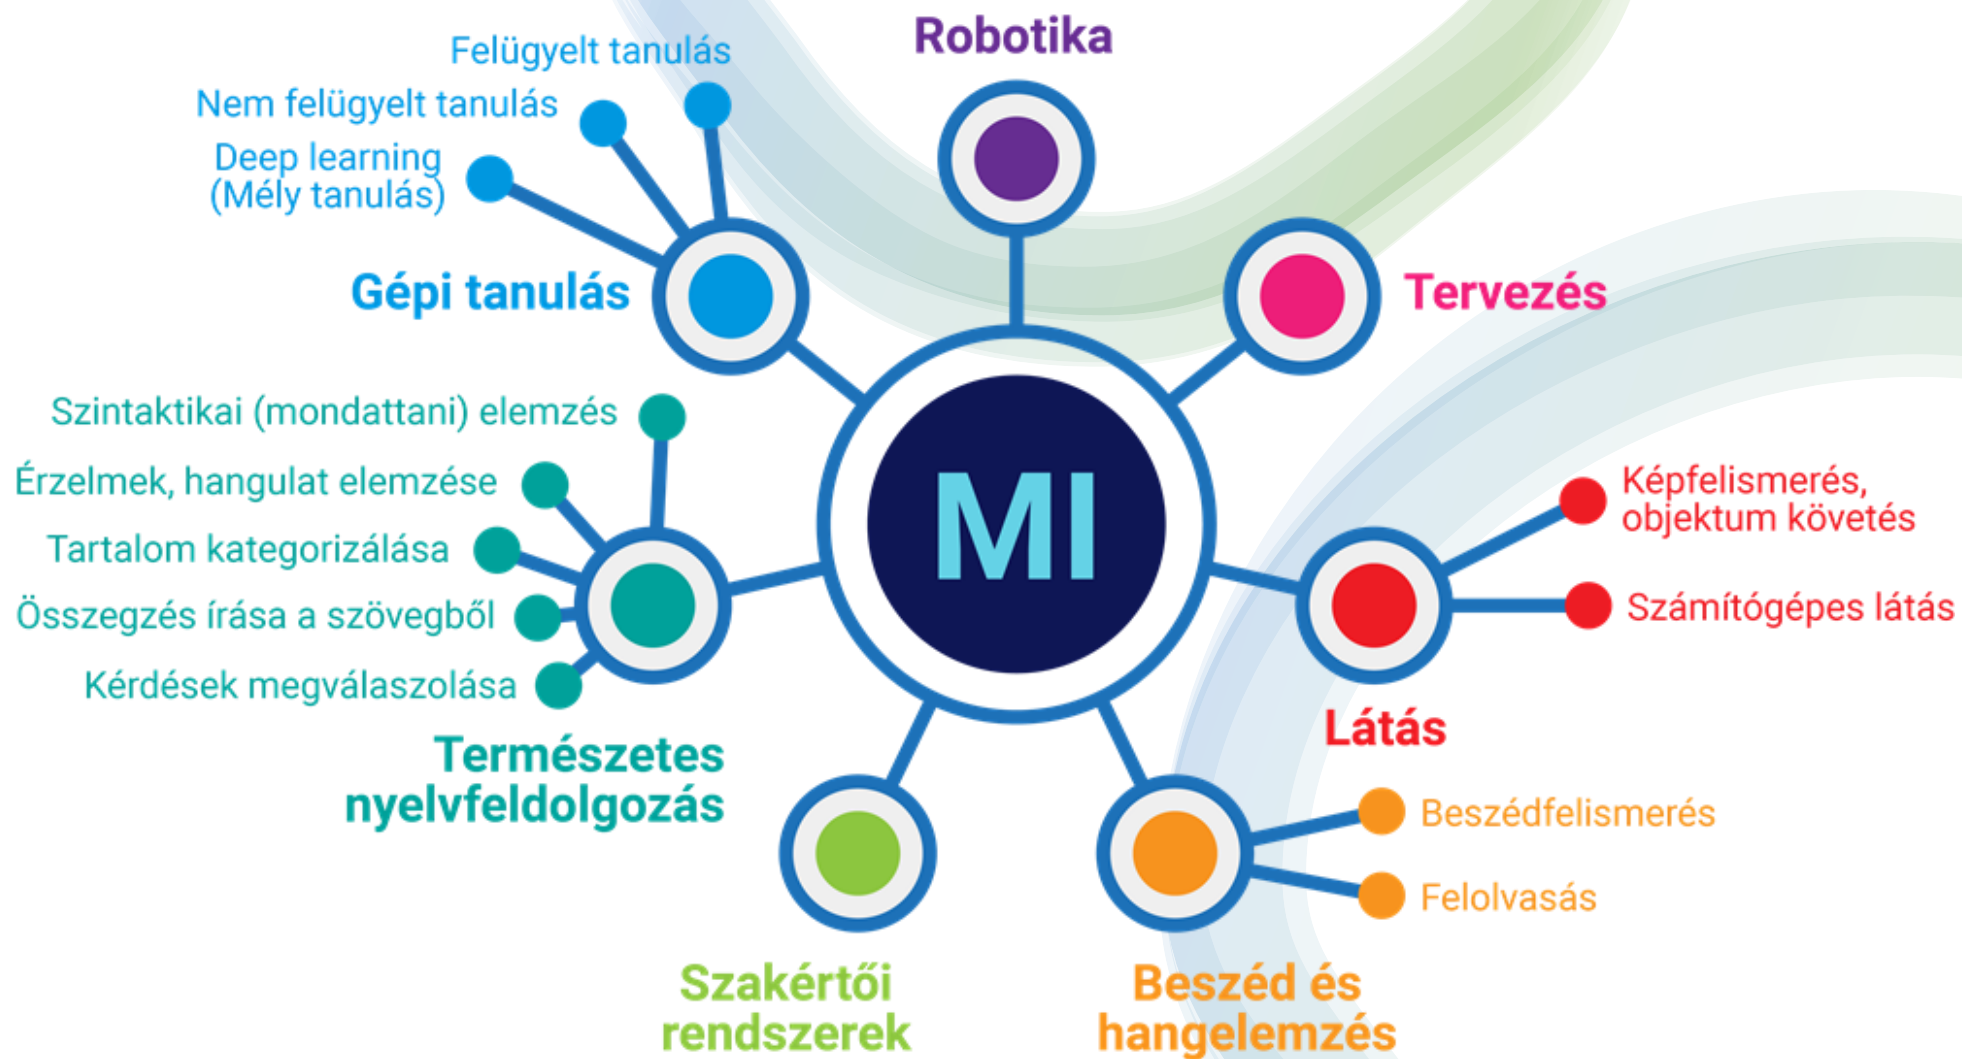 Robotika
Felügyelt tanulás
Nem felügyelt tanulás
Deep learning
(Mély tanulás)
Gépi tanulás
Tervezés
Szintaktikai (mondattani) elemzés
Érzelmek, hangulat elemzése
Tartalom kategorizálása
Összegzés írása a szövegből
Kérdések megválaszolása
Természetes
nyelvfeldolgozás
MI
Képfelismerés,
objektum követés
Számítógépes látás
Látás
Beszédfelismerés
Felolvasás
Szakértői
rendszerek
Beszéd és
hangelemzés